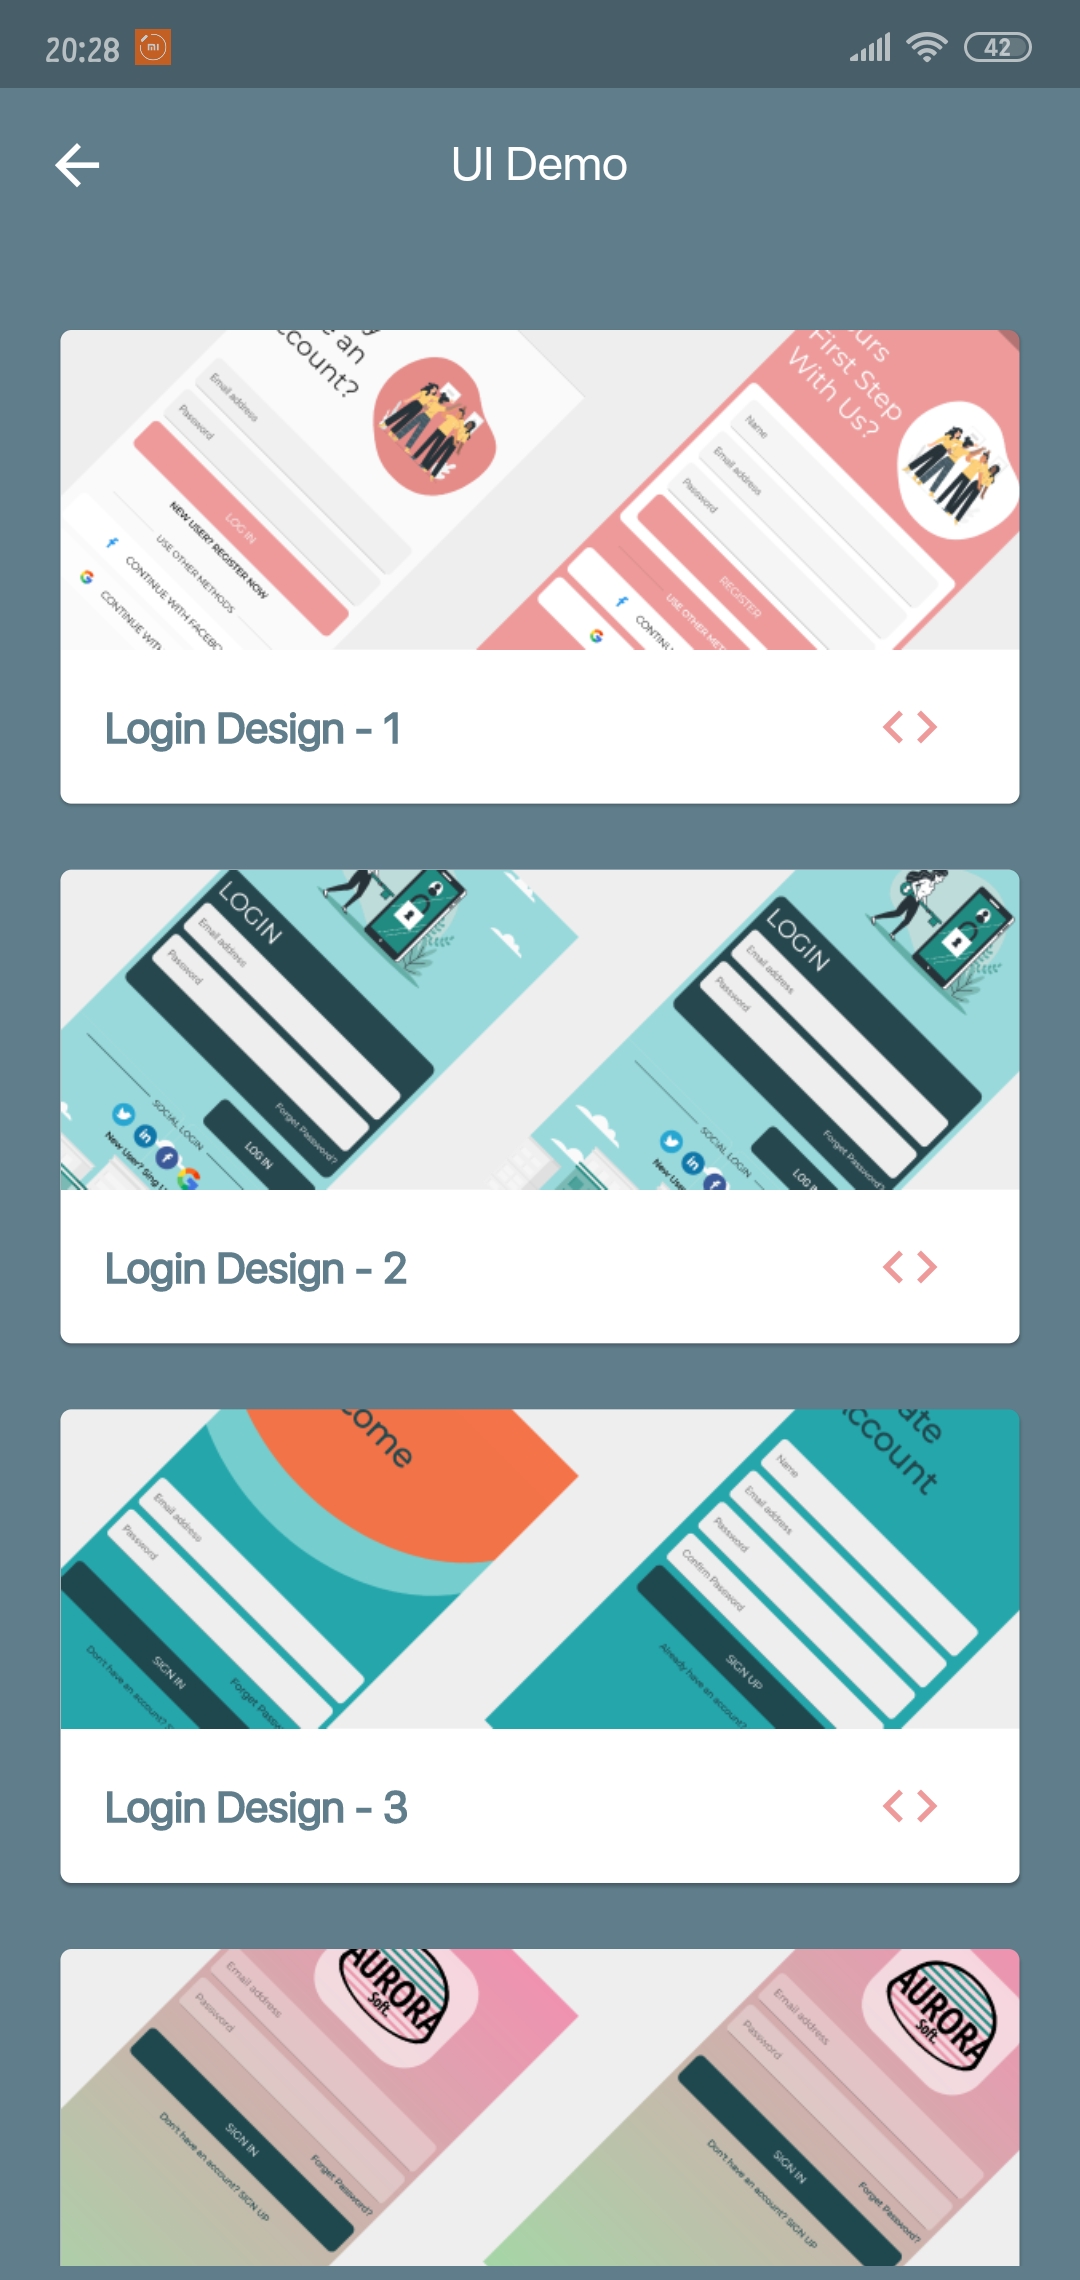 20:28
42
UI Demo
an
ccount?
Email address
Password
LOG IN
NEW USER? REGISTER NOW
USE OTHER METHODS
CONTINUE WITH FACEBO
CONTINUE WITH
urs
First Step
With Us?
Name
Email address
Password
REGISTER
USE OTHER MET
CONTINU
Login Design - 1
LOGIN
Email address
Password
Forget Password?
LOG IN
SOCIAL LOGIN
New User? Sing U
LOGIN
Email address
Password
Forget Password?
LOG I
SOCIAL LOGIN
New Use
Login Design - 2
come
Email address
Password
SIGN IN
Forget Passw
Don't have an account? S
ate
ccount
Name
Email address
Password
Confirm Password
SIGN UP
Already have an account?
Login Design - 3
AURORA
Soft.
Email address
Password
SIGN IN
Forget Password?
Don't have an account? SIGN UP
AURORA
Soft.
Email address
Password
SIGN IN
Forget Password?
Don't have an account? SIGN UP